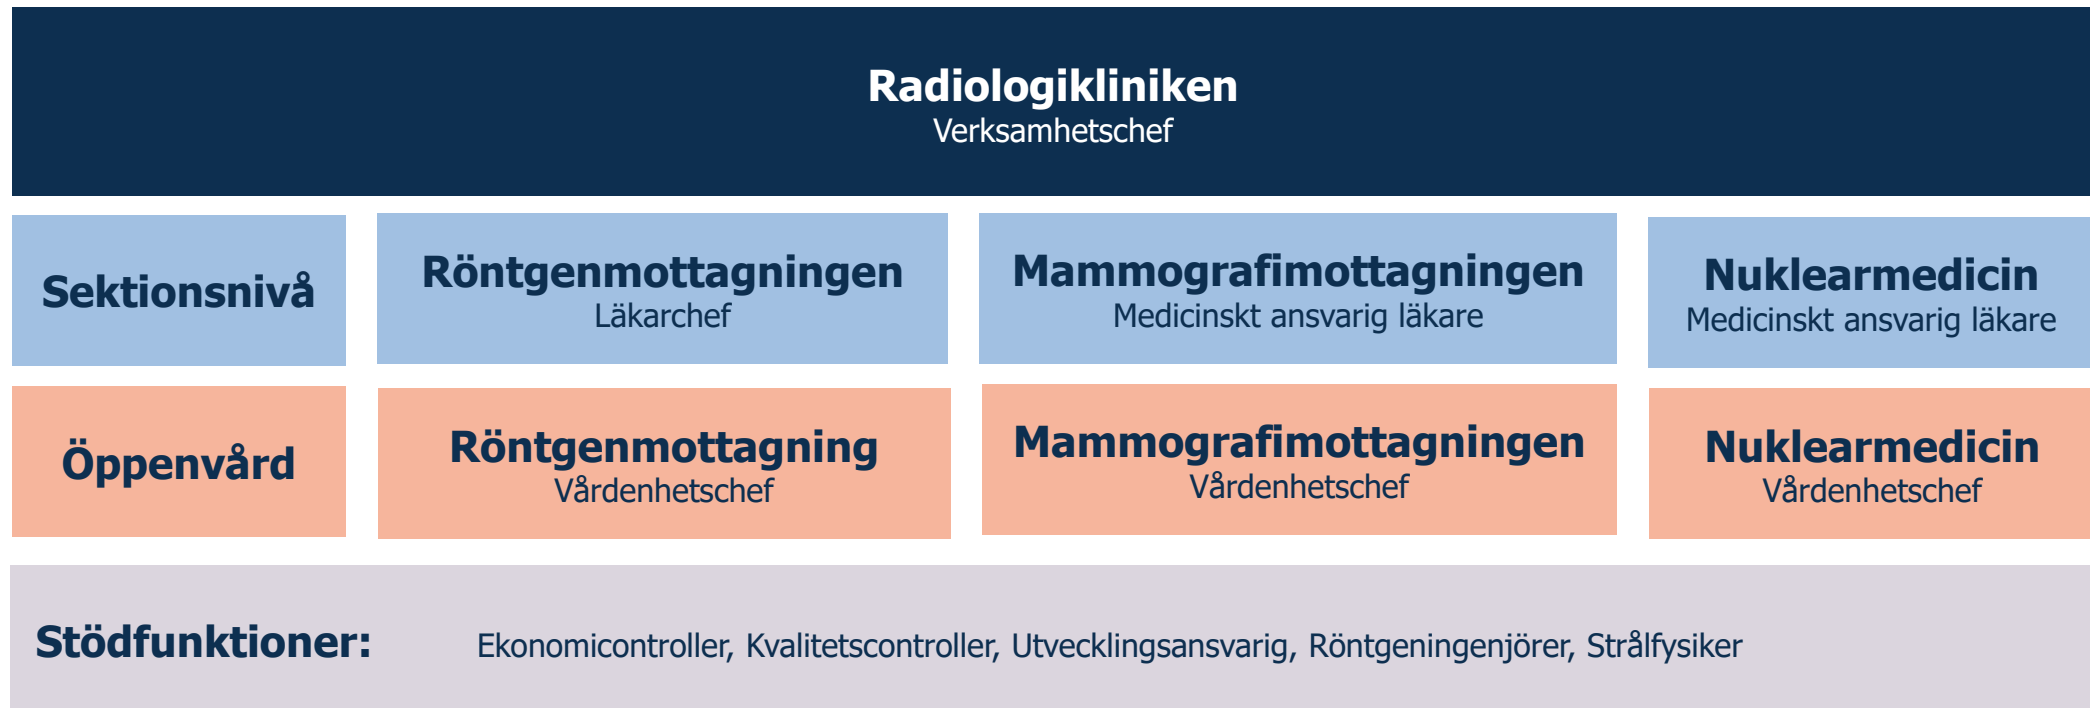 Radiologikliniken
Verksamhetschef
Sektionsnivå
Röntgenmottagningen
Läkarchef
Mammografimottagningen
Medicinskt ansvarig läkare
Nuklearmedicin
Medicinskt ansvarig läkare
Öppenvård
Röntgenmottagning
Vårdenhetschef
Mammografimottagningen
Vårdenhetschef
Nuklearmedicin
Vårdenhetschef
Stödfunktioner: Ekonomicontroller, Kvalitetscontroller, Utvecklingsansvarig, Röntgeningenjörer, Strålfysiker